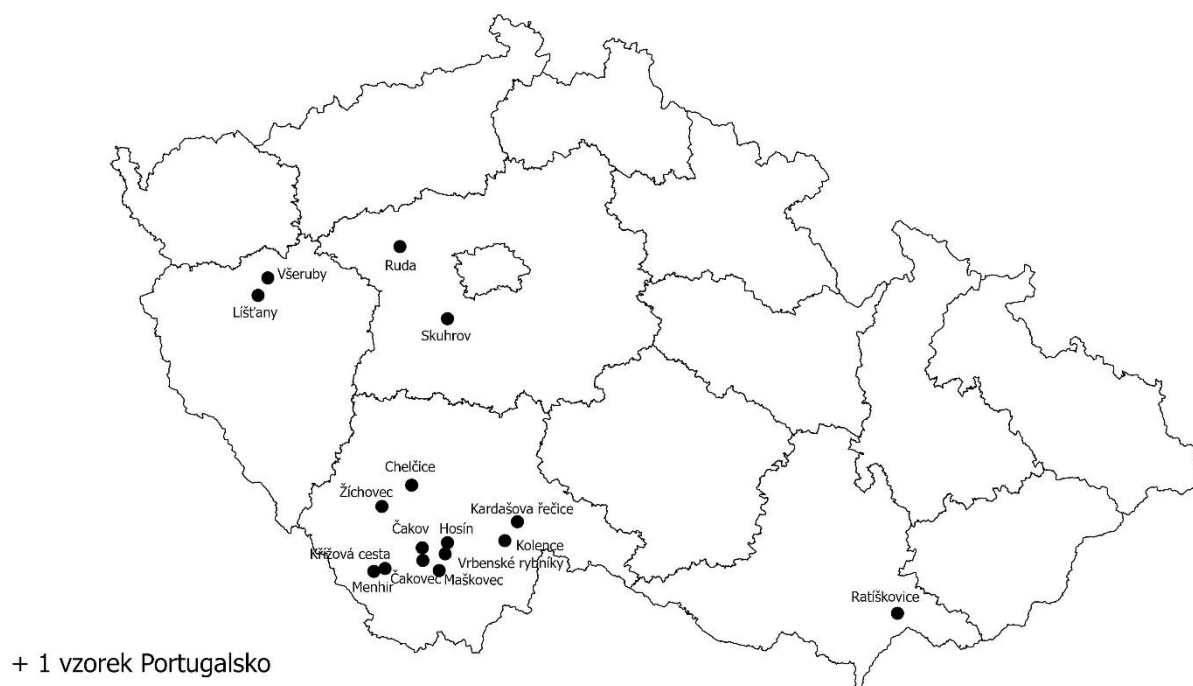 Ruda
Všeruby
Líšťany
Skuhrov
Chelčice
Žíchovec
Kardašova řečice
Čakov
Hosín
Kolence
Křížová cesta
Vrbenské rybníky
Menhir
Čakovec
Maškovec
Ratíškovice
+ 1 vzorek Portugalsko